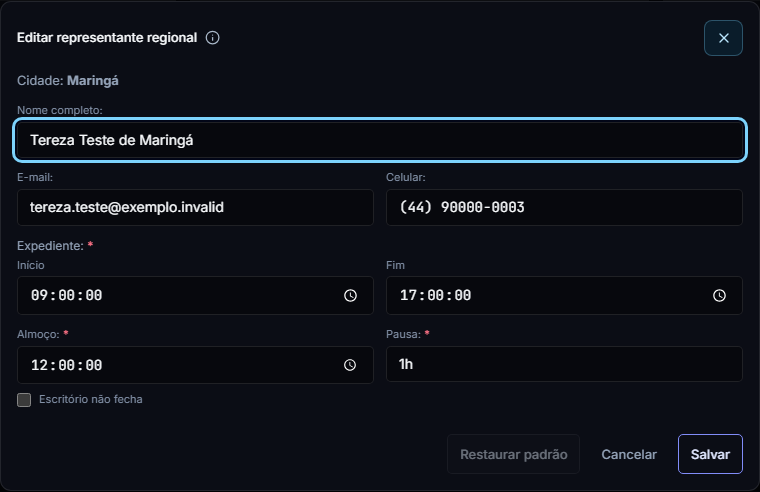 Editar representante regional
Cidade: Maringá
Nome completo:
Tereza Teste de Maringá
E-mail: Celular:
tereza.teste@exemplo.invalid (44) 90000-0003
Expediente: *
Início Fim
09:00:00 17:00:00
Almoço: * Pausa: *
12:00:00 1h
Escritório não fecha
Restaurar padrão Cancelar Salvar